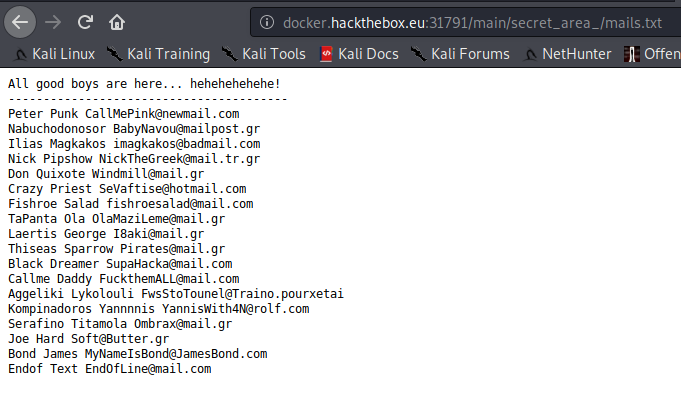 docker.hackthebox.eu:31791/main/secret_area_/mails.txt
Kali Linux Kali Training Kali Tools Kali Docs Kali Forums NetHunter Offen
All good boys are here... hehehehehehe!
----------------------------------------
Peter Punk CallMePink@newmail.com
Nabuchodonosor BabyNavou@mailpost.gr
Ilias Magkakos imagkakos@badmail.com
Nick Pipshow NickTheGreek@mail.tr.gr
Don Quixote Windmill@mail.gr
Crazy Priest SeVaftise@hotmail.com
Fishroe Salad fishroesalad@mail.com
TaPanta Ola OlaMaziLeme@mail.gr
Laertis George I8aki@mail.gr
Thiseas Sparrow Pirates@mail.gr
Black Dreamer SupaHacka@mail.com
Callme Daddy FuckthemALL@mail.com
Aggeliki Lykolouli FwsStoTounel@Traino.pourxetai
Kompinadoros Yannnnis YannisWith4N@rolf.com
Serafino Titamola Ombrax@mail.gr
Joe Hard Soft@Butter.gr
Bond James MyNameIsBond@JamesBond.com
Endof Text EndOfLine@mail.com